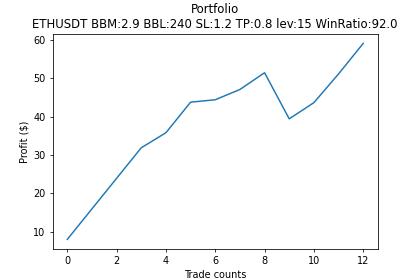 Portfolio
ETHUSDT BBM:2.9 BBL:240 SL:1.2 TP:0.8 lev:15 WinRatio:92.0
60
50
40
30
20
10
Profit ($)
0 2 4 6 8 10 12
Trade counts